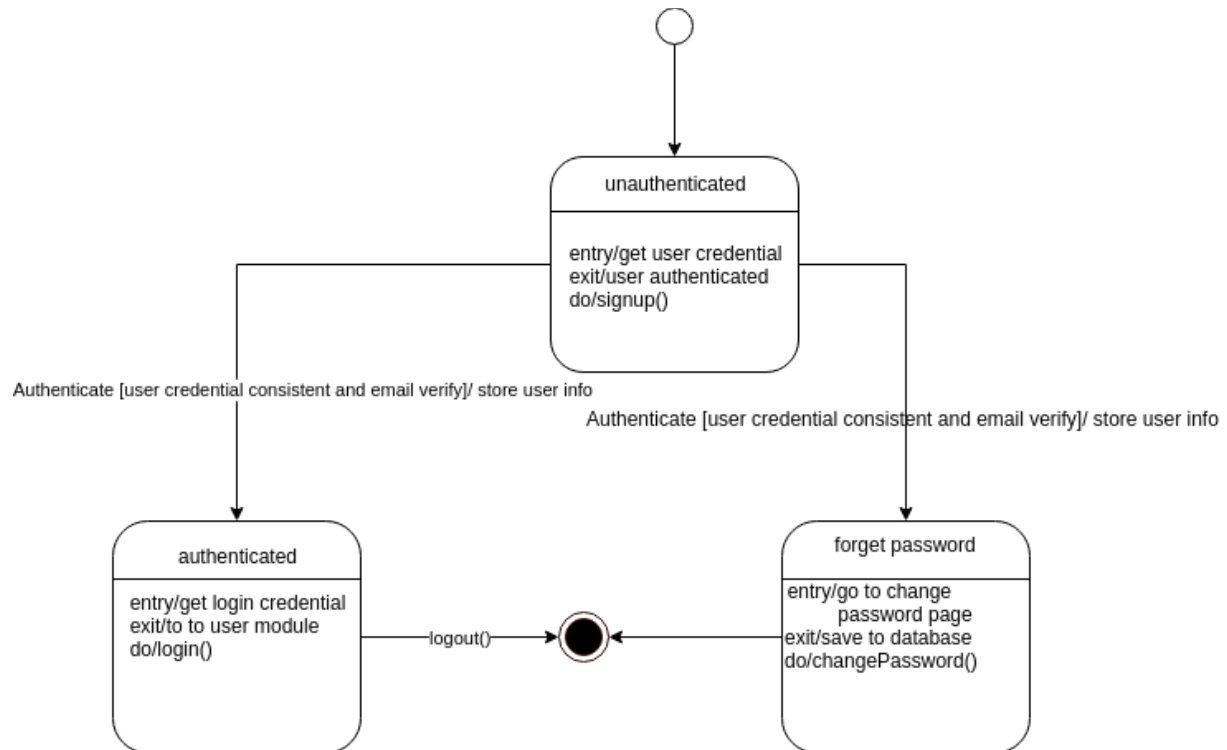 unauthenticated
entry/get user credential
exit/user authenticated
do/signup()
Authenticate [user credential consistent and email verify]/ store user info
Authenticate [user credential consistent and email verify]/ store user info
authenticated
entry/get login credential
exit/to to user module
do/login()
logout()
forget password
entry/go to change
password page
exit/save to database
do/changePassword()